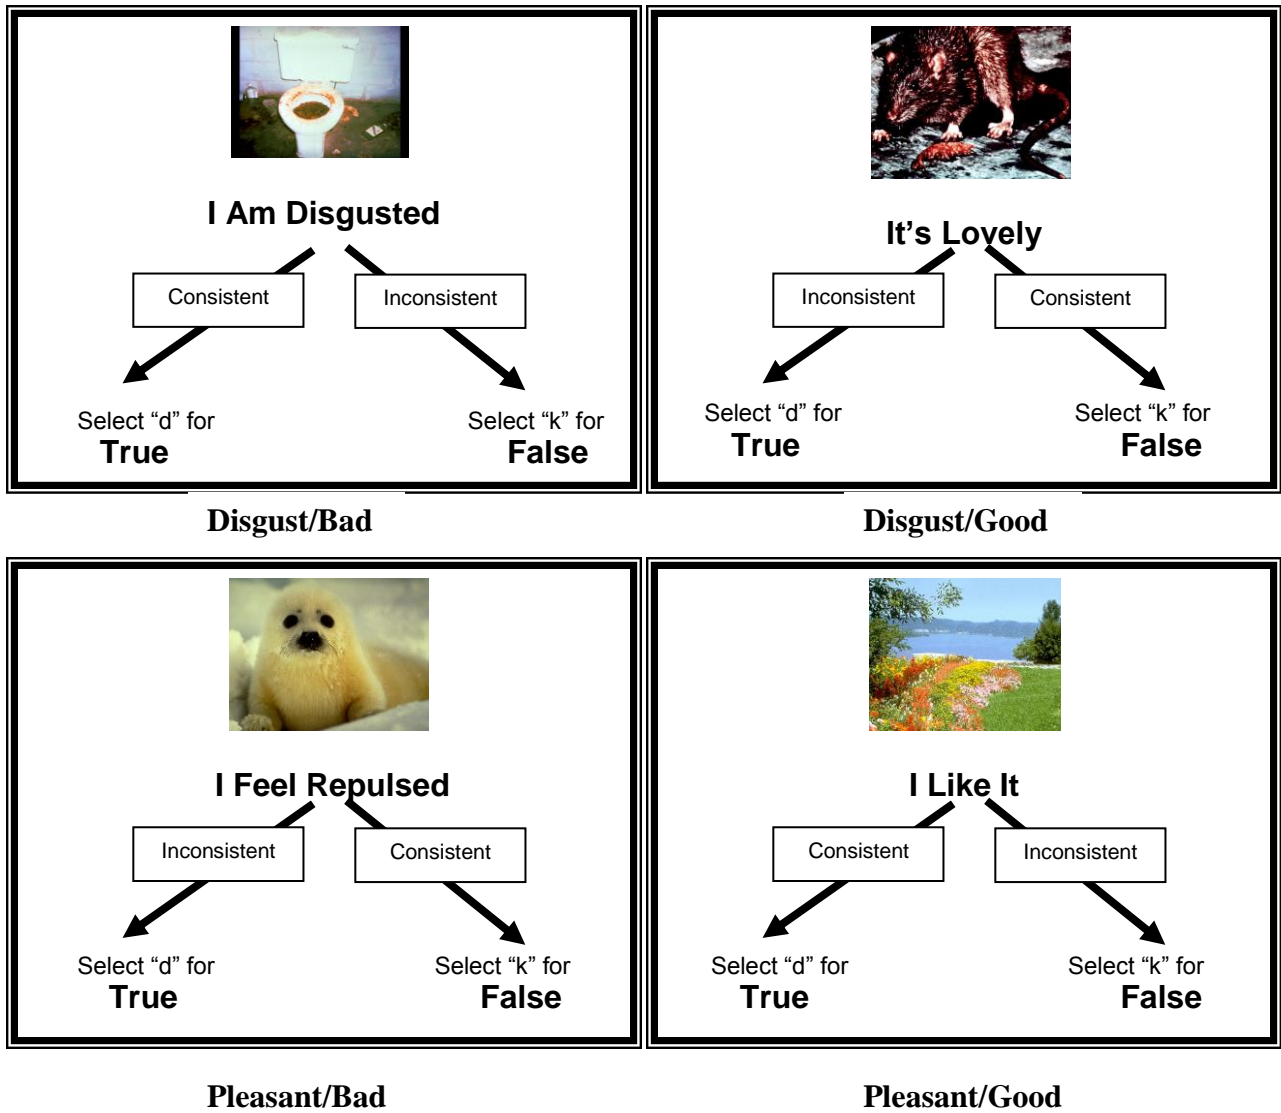 I Am Disgusted
Consistent
Inconsistent
Select “d” for
True
Select “k” for
False
Disgust/Bad
It’s Lovely
Inconsistent
Consistent
Select “d” for
True
Select “k” for
False
Disgust/Good
I Feel Repulsed
Inconsistent
Consistent
Select “d” for
True
Select “k” for
False
Pleasant/Bad
I Like It
Consistent
Inconsistent
Select “d” for
True
Select “k” for
False
Pleasant/Good